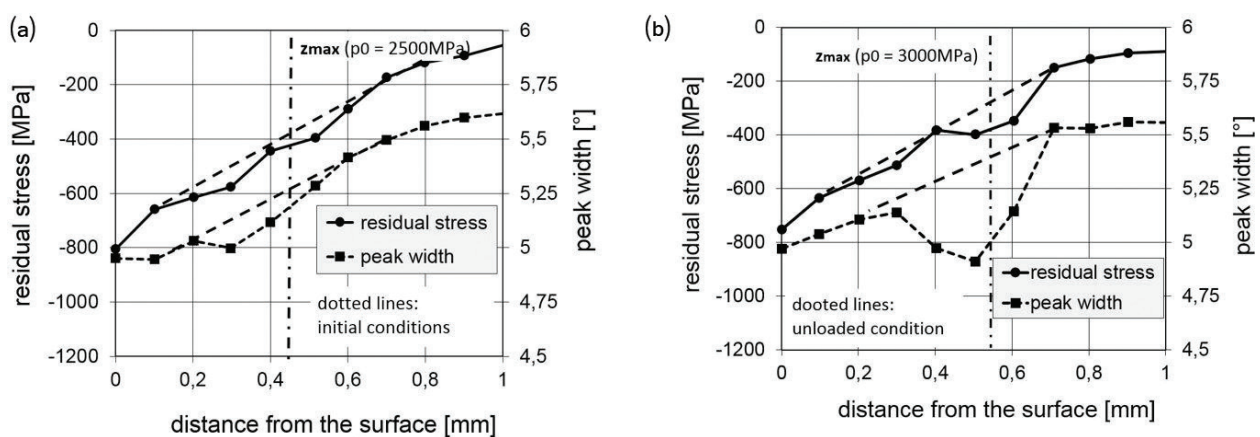 (a)
zmax (p0 = 2500MPa)
residual stress [MPa]
0
-200
-400
-600
-800
-1000
-1200
6
5,75
5,5
5,25
5
4,75
4,5
peak width [°]
residual stress
peak width
dotted lines:
initial conditions
0 0,2 0,4 0,6 0,8 1
distance from the surface [mm]
(b)
zmax (p0 = 3000MPa)
residual stress [MPa]
0
-200
-400
-600
-800
-1000
-1200
6
5,75
5,5
5,25
5
4,75
4,5
peak width [°]
residual stress
peak width
dooted lines:
unloaded condition
0 0,2 0,4 0,6 0,8 1
distance from the surface [mm]